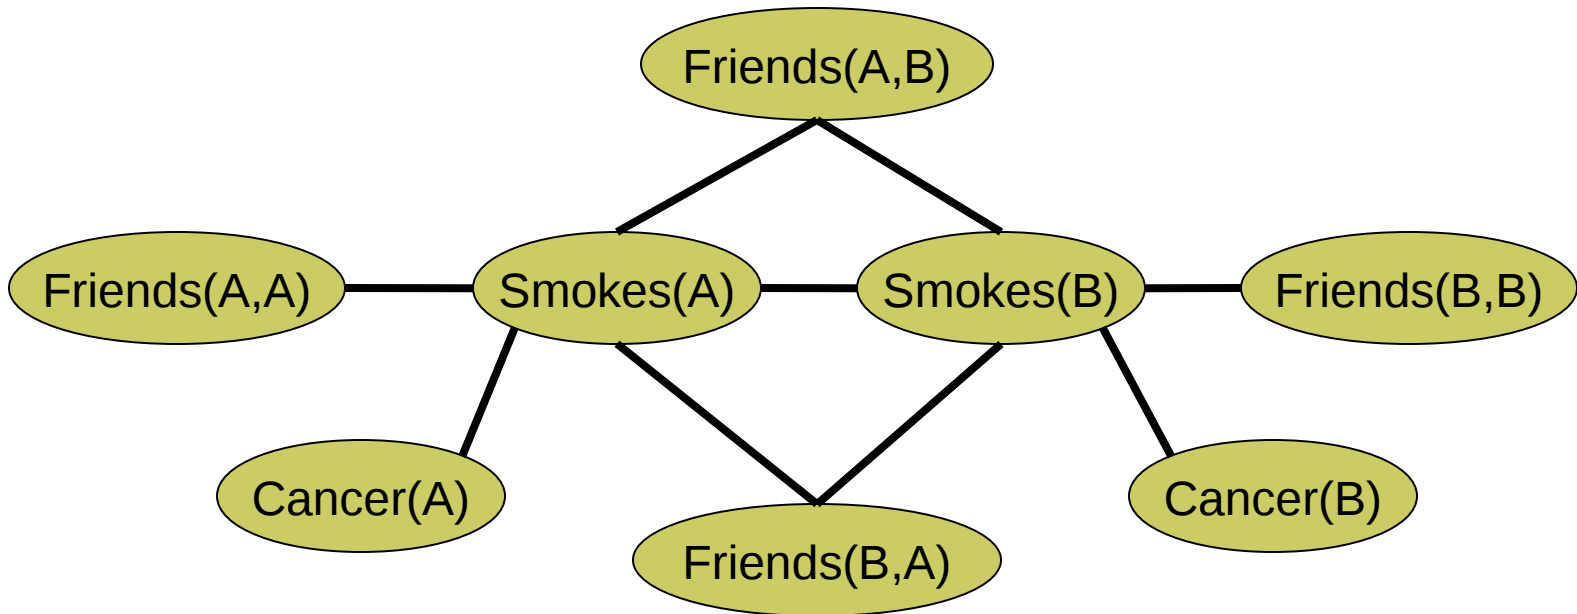 Friends(A,B)
Friends(A,A)
Smokes(A)
Smokes(B)
Friends(B,B)
Cancer(A)
Cancer(B)
Friends(B,A)